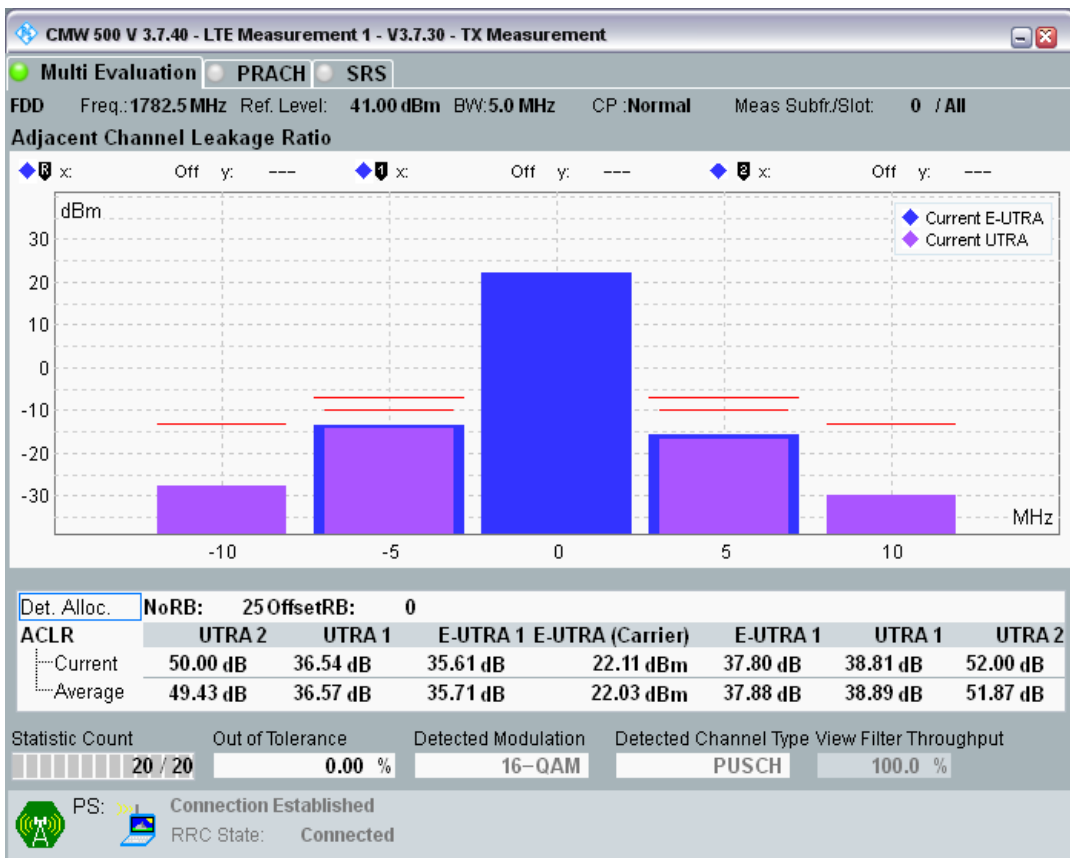 CMW 500 V 3.7.40 - LTE Measurement 1 - V3.7.30 - TX Measurement
Multi Evaluation PRACH SRS
FDD Freq.:1782.5 MHz Ref. Level: 41.00 dBm BW:5.0 MHz CP :Normal Meas Subfr./Slot: 0 / All
Adjacent Channel Leakage Ratio
R x: Off y: --- 1 x: Off y: --- 2 x: Off y: ---
dBm
Current E-UTRA
Current UTRA
30
20
10
0
-10
-20
-30
MHz
-10 -5 0 5 10
Det. Alloc. NoRB: 25 OffsetRB: 0
ACLR UTRA 2 UTRA 1 E-UTRA 1 E-UTRA (Carrier) E-UTRA 1 UTRA 1 UTRA 2
Current 50.00 dB 36.54 dB 35.61 dB 22.11 dBm 37.80 dB 38.81 dB 52.00 dB
Average 49.43 dB 36.57 dB 35.71 dB 22.03 dBm 37.88 dB 38.89 dB 51.87 dB
Statistic Count Out of Tolerance Detected Modulation Detected Channel Type View Filter Throughput
20 / 20 0.00 % 16-QAM PUSCH 100.0 %
PS: Connection Established
RRC State: Connected